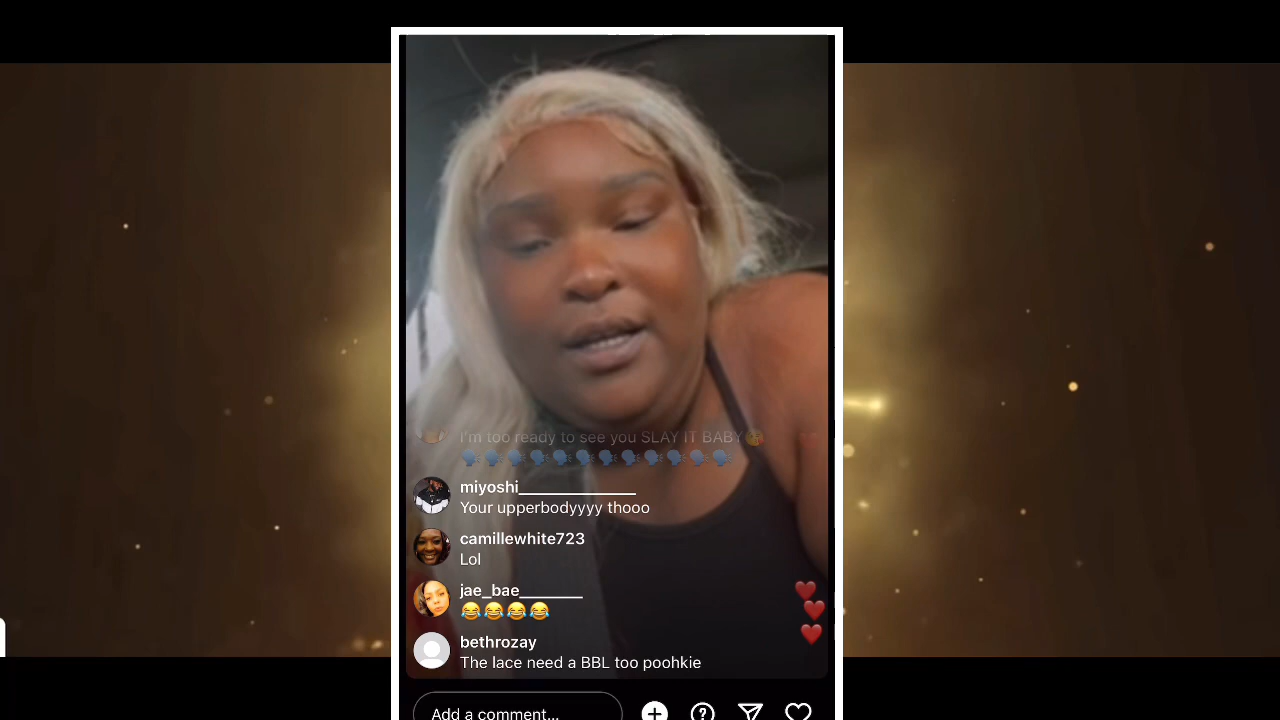 I'm too ready to see you SLAY IT BABY🤫
🗣️🗣️🗣️🗣️🗣️🗣️🗣️🗣️🗣️🗣️🗣️🗣️
miyoshi______________
Your upperbodyyyy thooo
camillewhite723
Lol
jae_bae_______
😂😂😂😂
bethrozay
The lace need a BBL too poohkie
Add a comment...